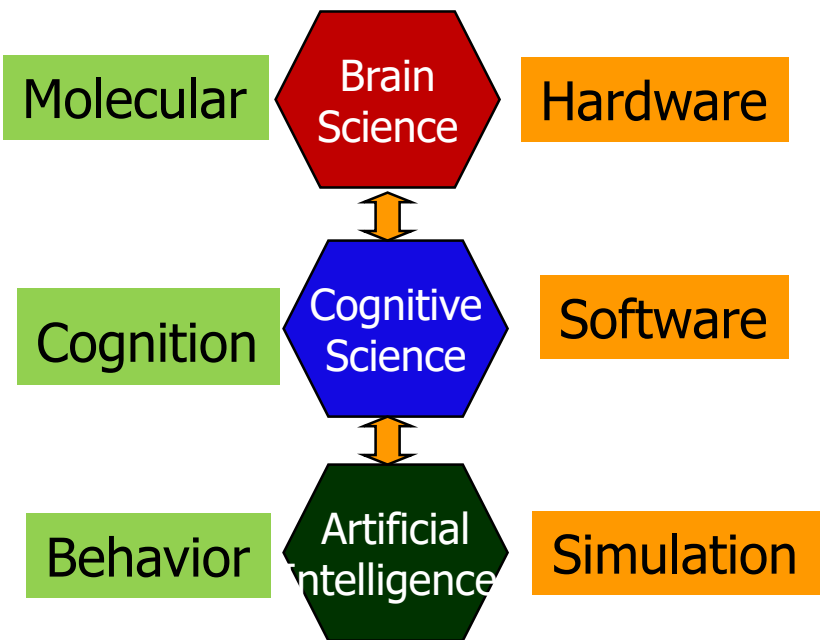 Molecular
Brain
Science
Hardware
Cognition
Cognitive
Science
Software
Behavior
Artificial
Intelligence
Simulation